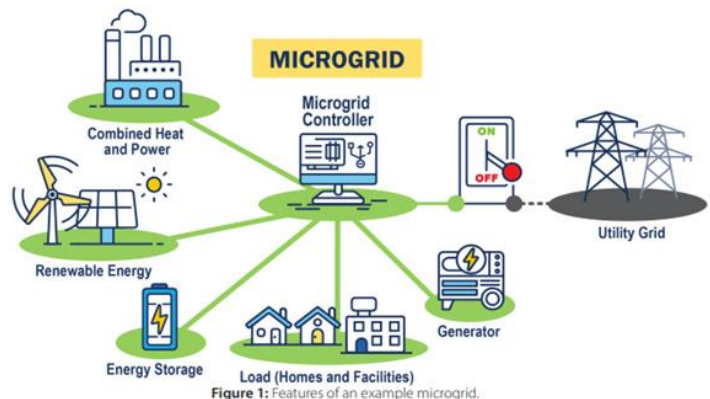 MICROGRID
Combined Heat
and Power
Microgrid
Controller
ON
OFF
Utility Grid
Renewable Energy
Energy Storage
Load (Homes and Facilities)
Generator
Figure 1: Features of an example microgrid.